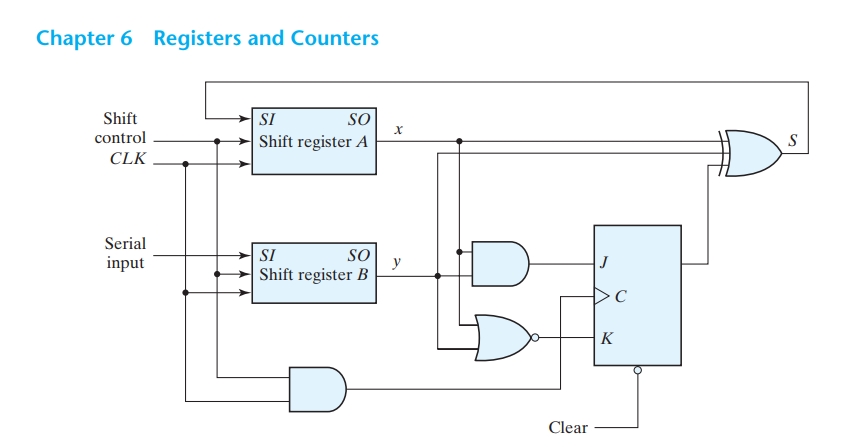 Chapter 6 Registers and Counters
Shift
control
CLK
SI SO
Shift register A
x
S
Serial
input
SI SO
Shift register B
y
J
C
K
Clear